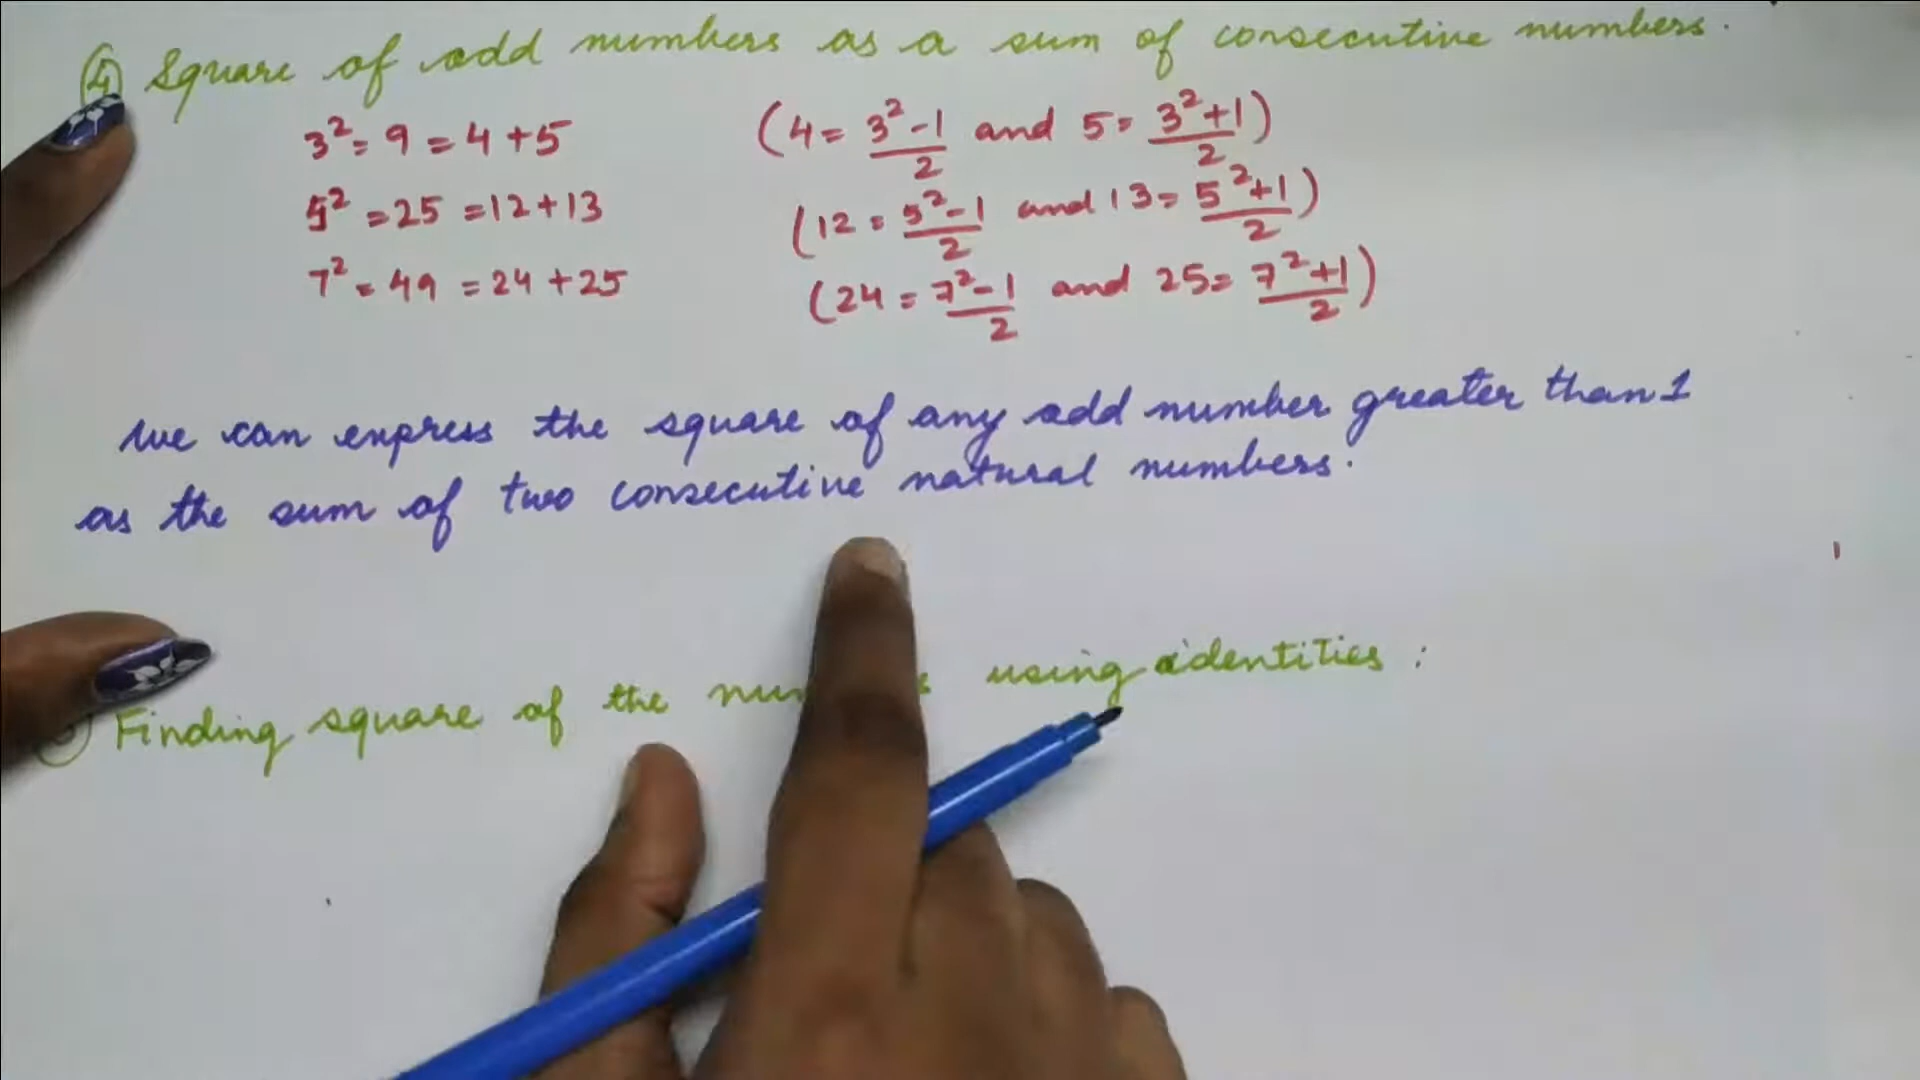 ④ Square of odd numbers as a sum of consecutive numbers.
3² = 9 = 4 + 5 (4 = 3²-1/2 and 5 = 3²+1/2)
5² = 25 = 12 + 13 (12 = 5²-1/2 and 13 = 5²+1/2)
7² = 49 = 24 + 25 (24 = 7²-1/2 and 25 = 7²+1/2)
We can express the square of any odd number greater than 1
as the sum of two consecutive natural numbers.
Finding square of the using identities :